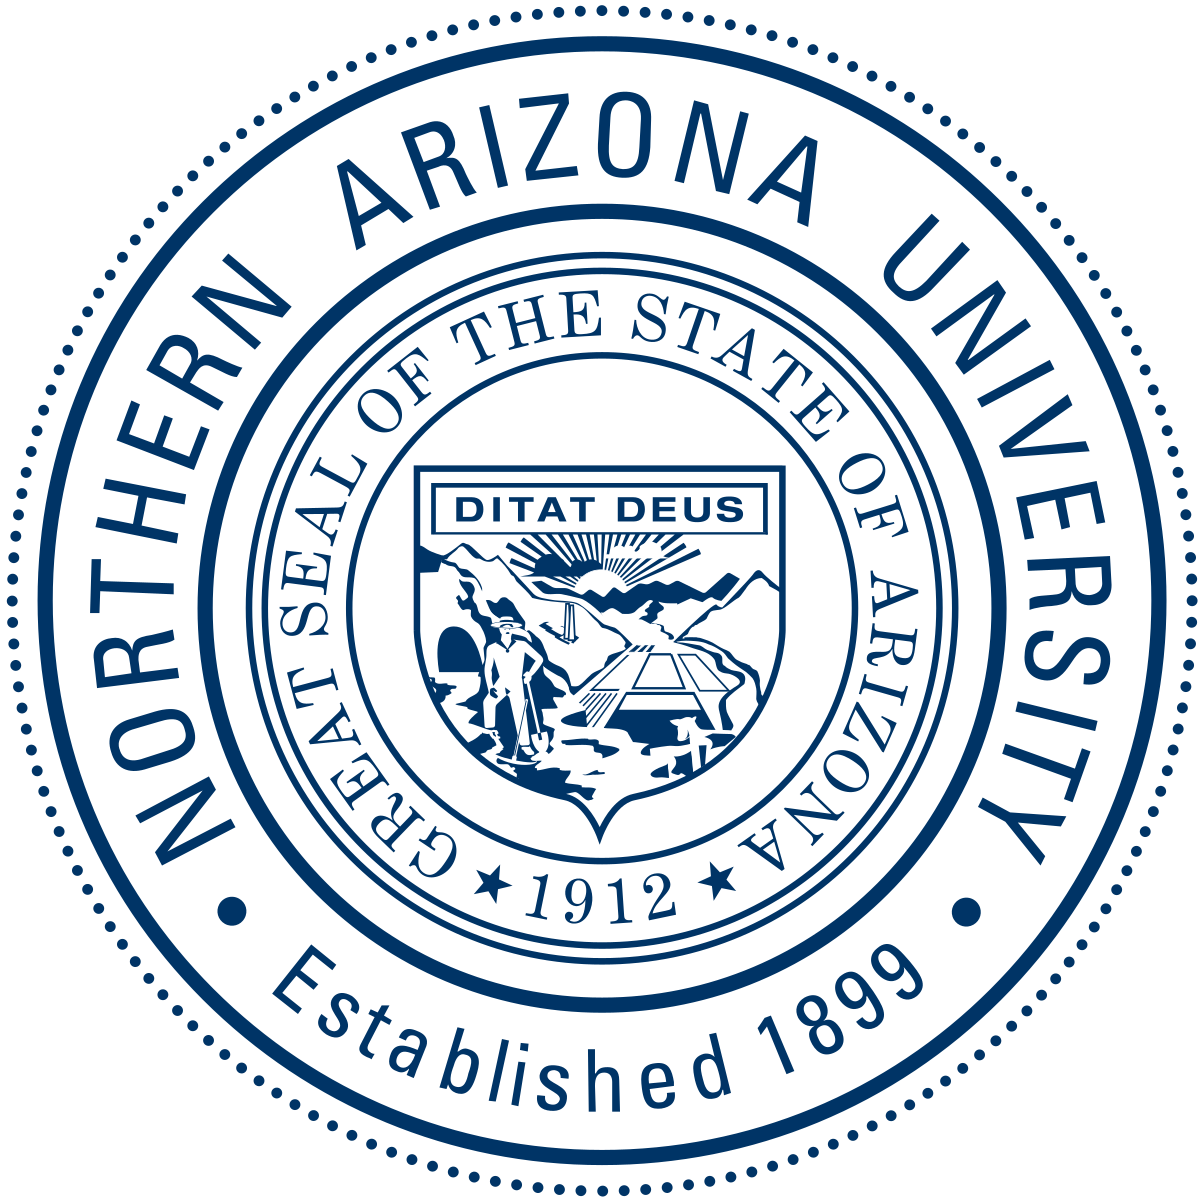 NORTHERN ARIZONA UNIVERSITY
• Established 1899 •
GREAT SEAL OF THE STATE OF ARIZONA
★ 1912 ★
DITAT DEUS